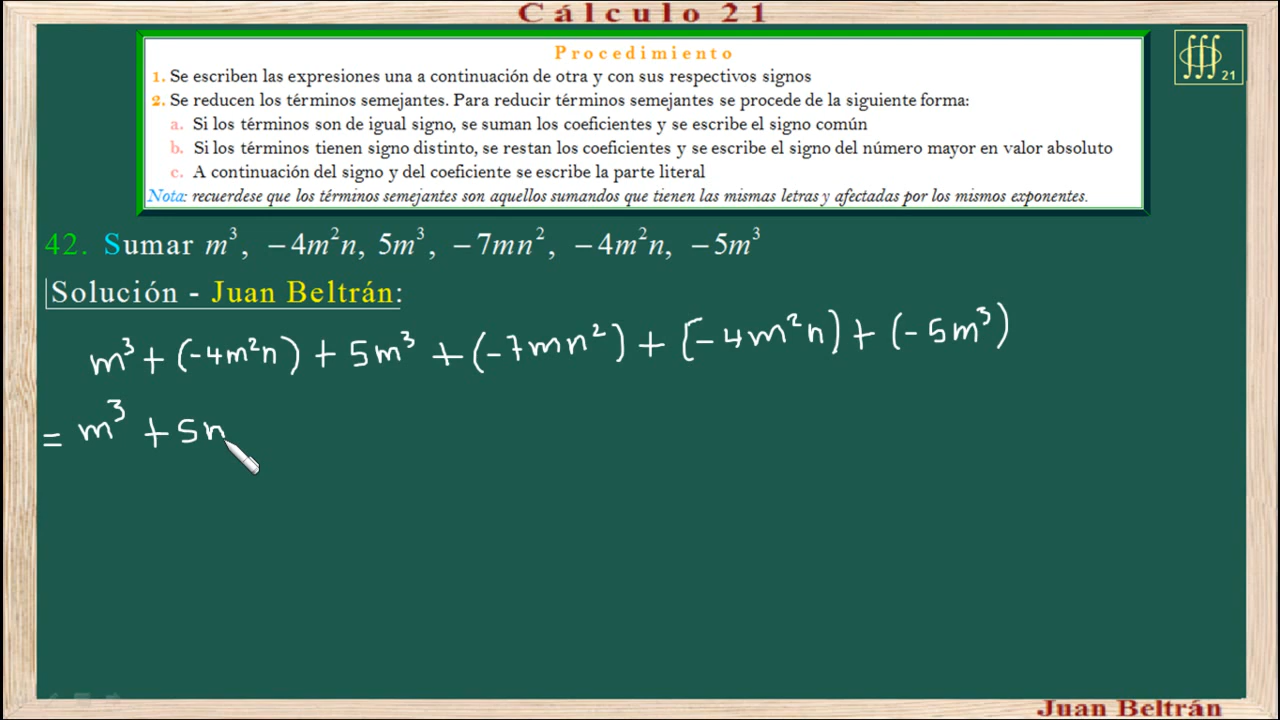 Cálculo 21
Procedimiento
1. Se escriben las expresiones una a continuación de otra y con sus respectivos signos
2. Se reducen los términos semejantes. Para reducir términos semejantes se procede de la siguiente forma:
a. Si los términos son de igual signo, se suman los coeficientes y se escribe el signo común
b. Si los términos tienen signo distinto, se restan los coeficientes y se escribe el signo del número mayor en valor absoluto
c. A continuación del signo y del coeficiente se escribe la parte literal
Nota: recuerdese que los términos semejantes son aquellos sumandos que tienen las mismas letras y afectadas por los mismos exponentes.
∭ 21
42. Sumar m³, −4m²n, 5m³, −7mn², −4m²n, −5m³
Solución - Juan Beltrán:
m³ + (-4m²n) + 5m³ + (-7mn²) + (-4m²n) + (-5m³)
= m³ + 5n
Juan Beltrán